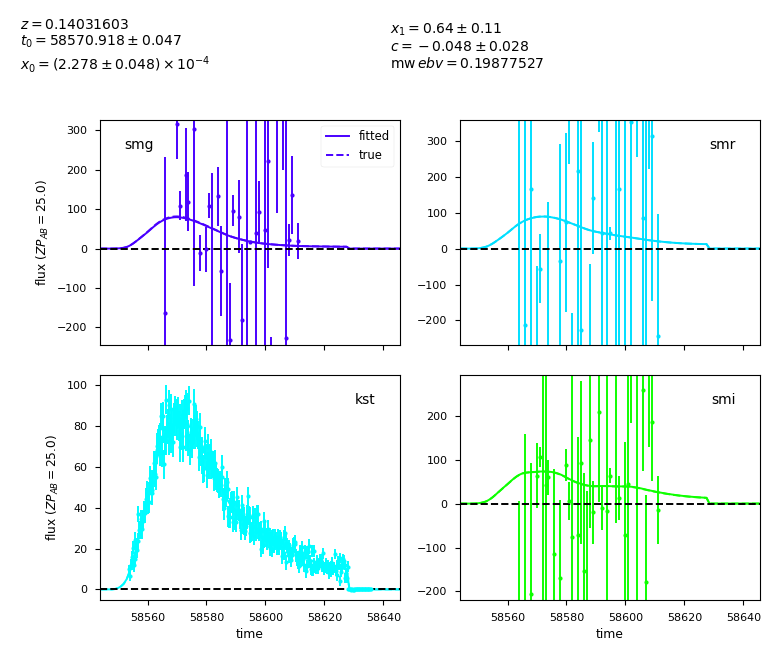 z = 0.14031603
t₀ = 58570.918 ± 0.047
x₀ = (2.278 ± 0.048) × 10⁻⁴
x₁ = 0.64 ± 0.11
c = −0.048 ± 0.028
mw ebv = 0.19877527
smg
fitted
true
300
200
100
0
−100
−200
flux (ZP_AB = 25.0)
smr
300
200
100
0
−100
−200
kst
100
80
60
40
20
0
flux (ZP_AB = 25.0)
58560 58580 58600 58620 58640
time
smi
200
100
0
−100
−200
58560 58580 58600 58620 58640
time